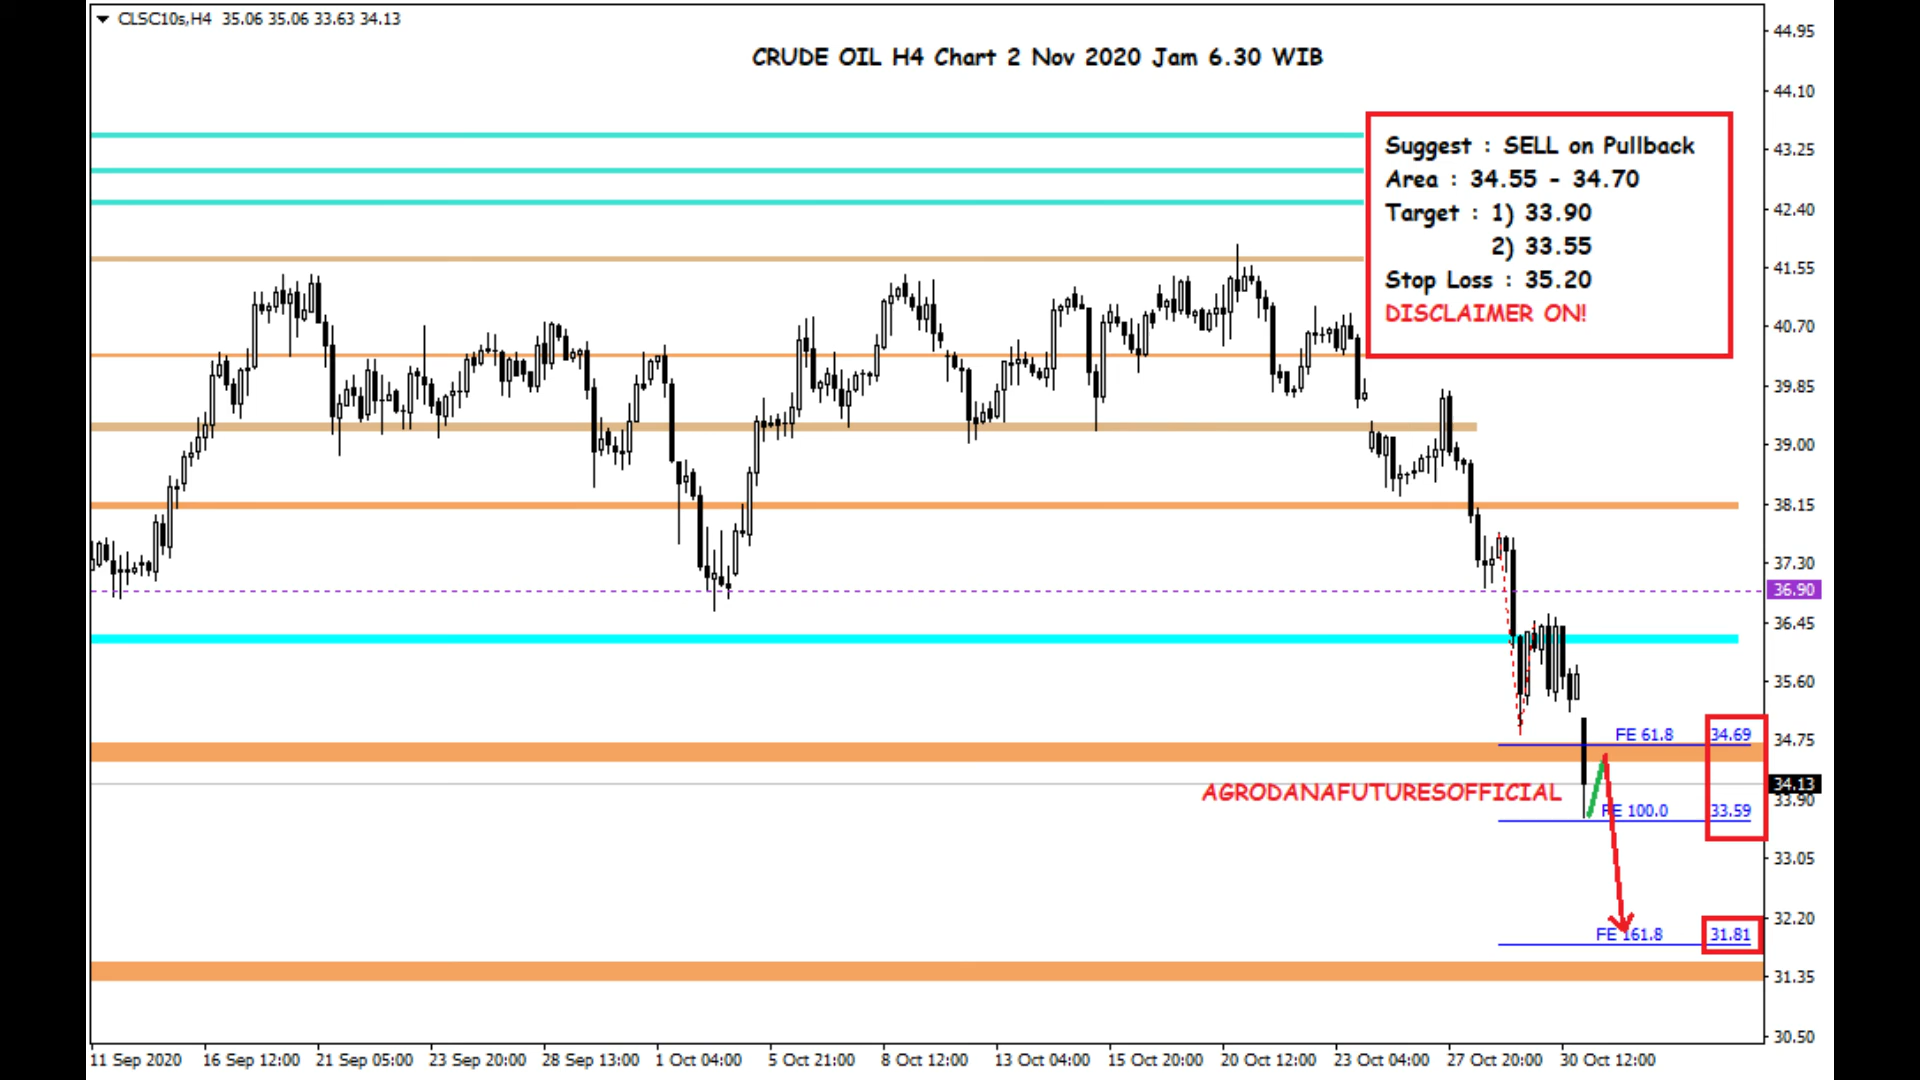 CLSC10s,H4 35.06 35.06 33.63 34.13
CRUDE OIL H4 Chart 2 Nov 2020 Jam 6.30 WIB
Suggest : SELL on Pullback
Area : 34.55 - 34.70
Target : 1) 33.90
2) 33.55
Stop Loss : 35.20
DISCLAIMER ON!
44.95
44.10
43.25
42.40
41.55
40.70
39.85
39.00
38.15
37.30
36.90
36.45
35.60
FE 61.8 34.69
34.75
AGRODANAFUTURESOFFICIAL
34.13
33.90
FE 100.0 33.59
33.05
32.20
FE 161.8 31.81
31.35
30.50
11 Sep 2020 16 Sep 12:00 21 Sep 05:00 23 Sep 20:00 28 Sep 13:00 1 Oct 04:00 5 Oct 21:00 8 Oct 12:00 13 Oct 04:00 15 Oct 20:00 20 Oct 12:00 23 Oct 04:00 27 Oct 20:00 30 Oct 12:00